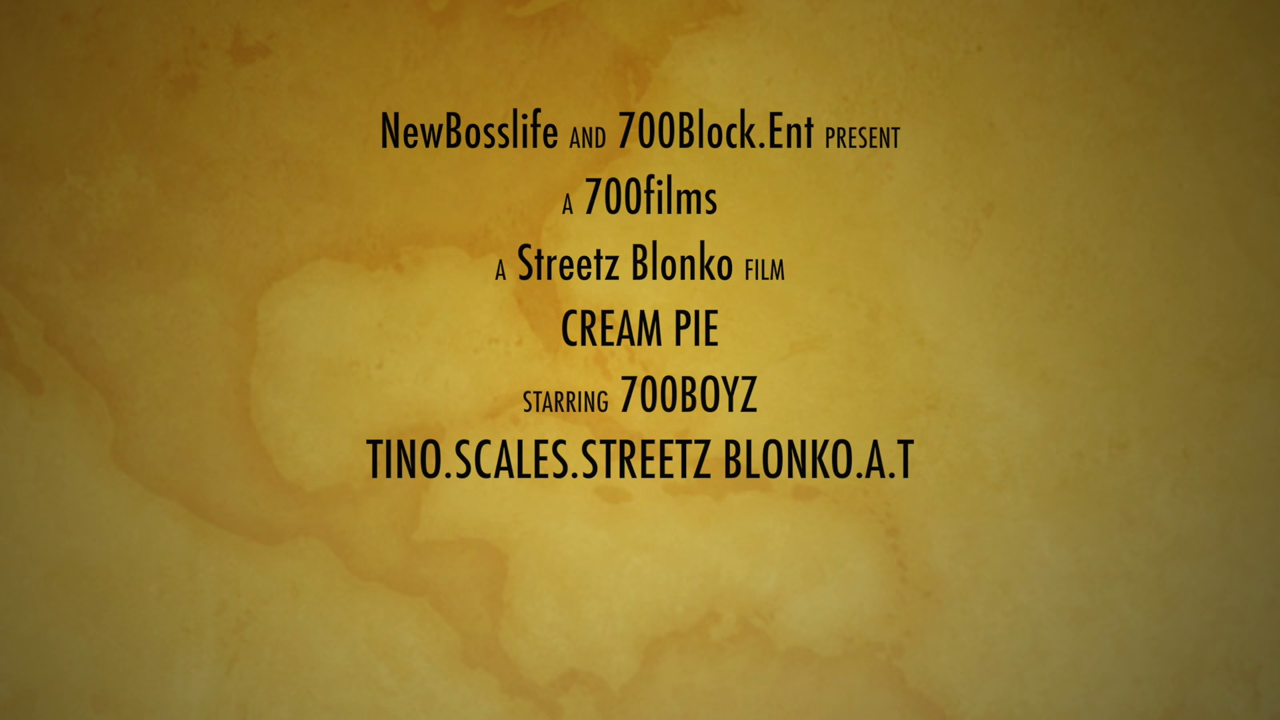 NewBosslife AND 700Block.Ent PRESENT
A 700films
A Streetz Blonko FILM
CREAM PIE
STARRING 700BOYZ
TINO.SCALES.STREETZ BLONKO.A.T